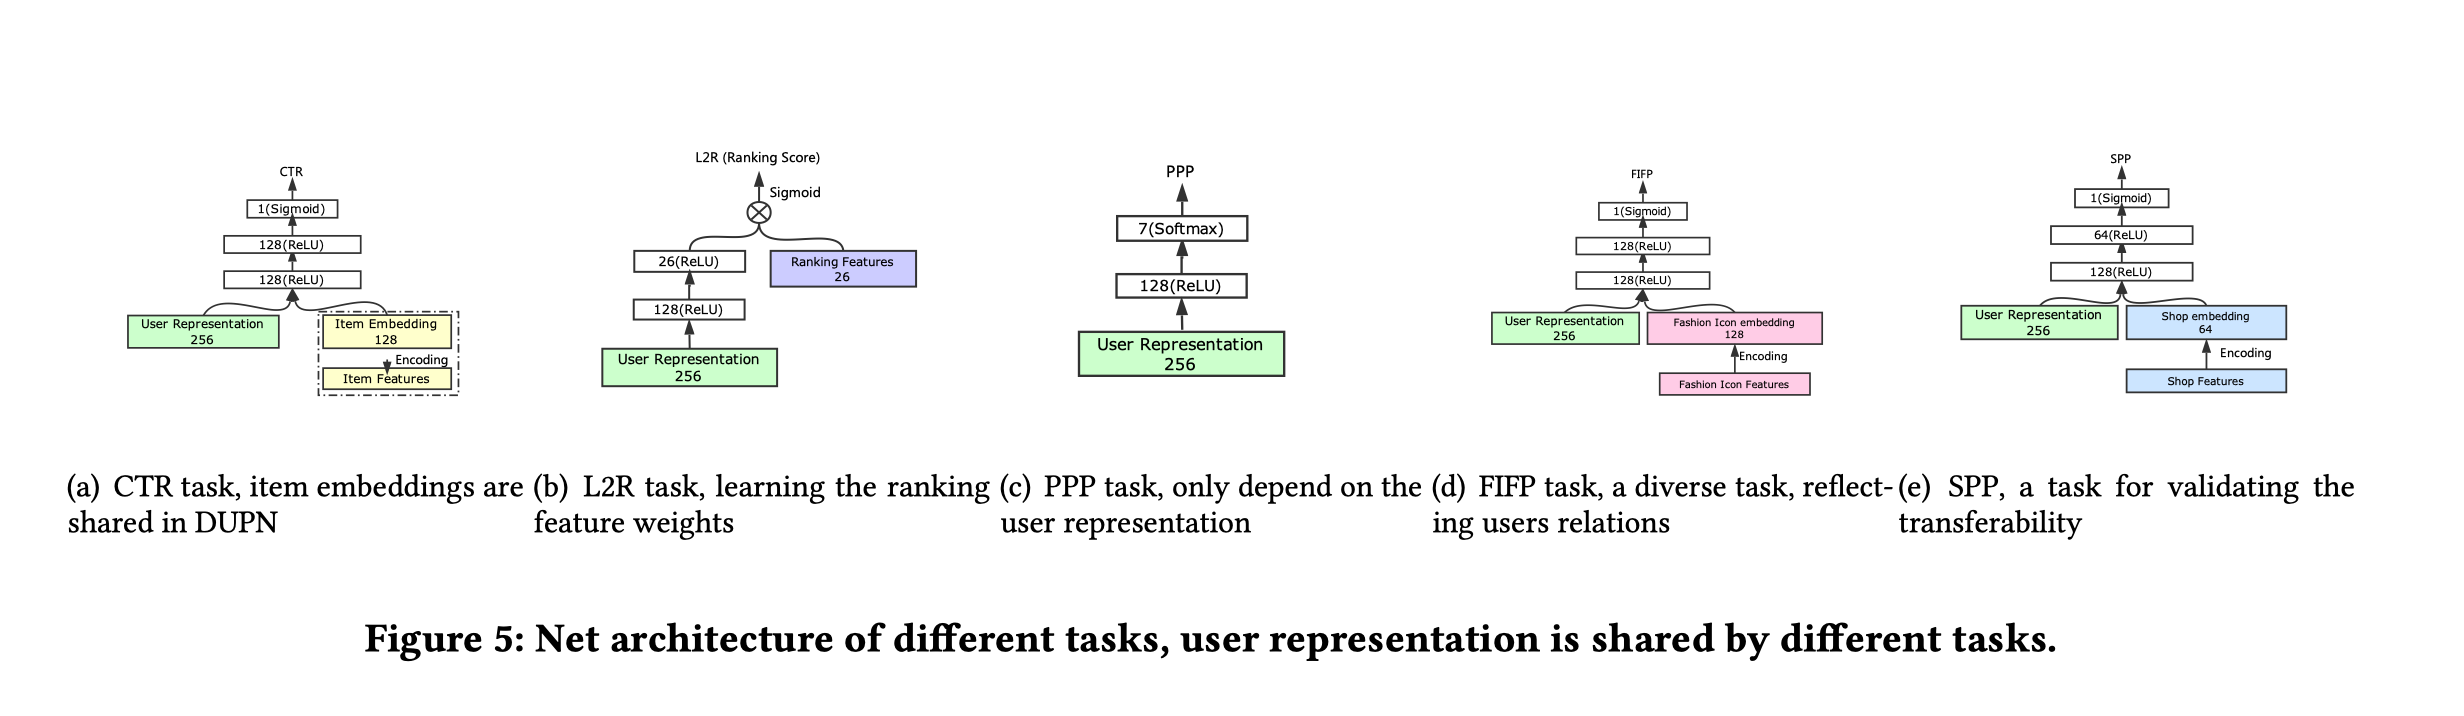 CTR
1(Sigmoid)
128(ReLU)
128(ReLU)
User Representation
256
Item Embedding
128
Encoding
Item Features
L2R (Ranking Score)
Sigmoid
26(ReLU)
Ranking Features
26
128(ReLU)
User Representation
256
PPP
7(Softmax)
128(ReLU)
User Representation
256
FIFP
1(Sigmoid)
128(ReLU)
128(ReLU)
User Representation
256
Fashion Icon embedding
128
Encoding
Fashion Icon Features
SPP
1(Sigmoid)
64(ReLU)
128(ReLU)
User Representation
256
Shop embedding
64
Encoding
Shop Features
(a) CTR task, item embeddings are
shared in DUPN
(b) L2R task, learning the ranking
feature weights
(c) PPP task, only depend on the
user representation
(d) FIFP task, a diverse task, reflect-
ing users relations
(e) SPP, a task for validating the
transferability
Figure 5: Net architecture of different tasks, user representation is shared by different tasks.